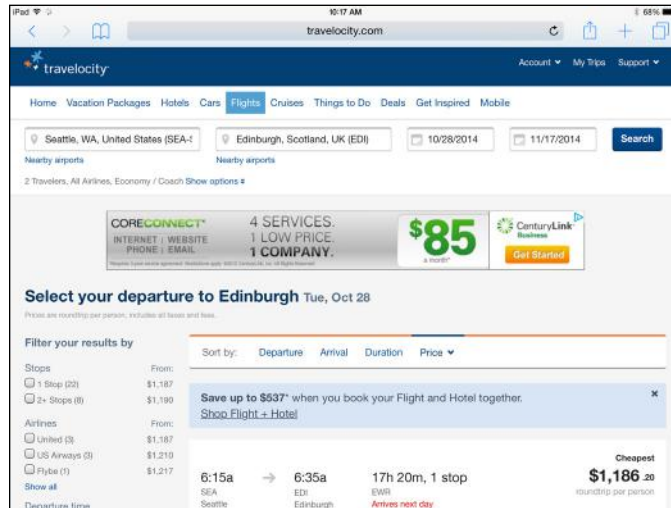 iPad 10:17 AM 68%
travelocity.com
travelocity Account My Trips Support
Home Vacation Packages Hotels Cars Flights Cruises Things to Do Deals Get Inspired Mobile
Seattle, WA, United States (SEA-S Edinburgh, Scotland, UK (EDI) 10/28/2014 11/17/2014 Search
Nearby airports Nearby airports
2 Travelers, All Airlines, Economy / Coach Show options
CORECONNECT 4 SERVICES. $85 CenturyLink
INTERNET | WEBSITE 1 LOW PRICE. Business
PHONE | EMAIL 1 COMPANY. a month* Get Started
Select your departure to Edinburgh Tue, Oct 28
Prices are roundtrip per person, includes all taxes and fees.
Filter your results by
Sort by: Departure Arrival Duration Price
Stops From:
1 Stop (22) $1,187
2+ Stops (8) $1,190
Save up to $537* when you book your Flight and Hotel together. ×
Shop Flight + Hotel
Airlines From:
United (3) $1,187
US Airways (3) $1,210
Flybe (1) $1,217
Show all
Departure time
Cheapest
6:15a → 6:35a 17h 20m, 1 stop $1,186.20
SEA EDI EWR roundtrip per person
Seattle Edinburgh Arrives next day